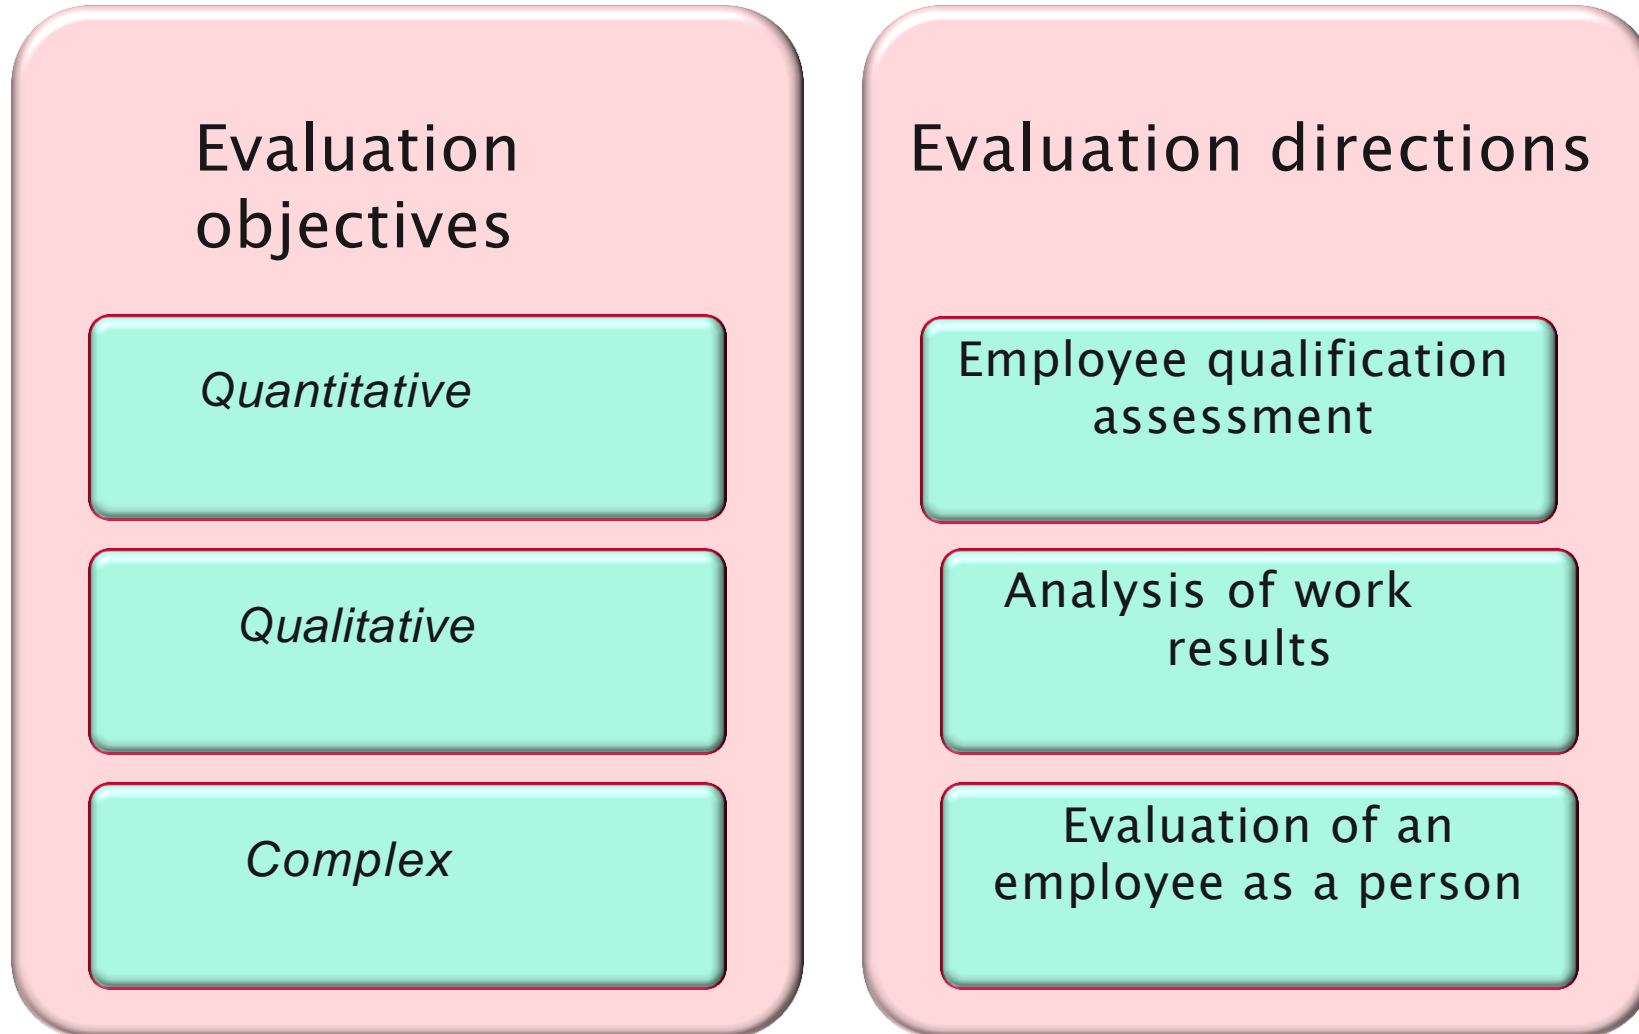 Evaluation
objectives
Quantitative
Qualitative
Complex
Evaluation directions
Employee qualification
assessment
Analysis of work
results
Evaluation of an
employee as a person